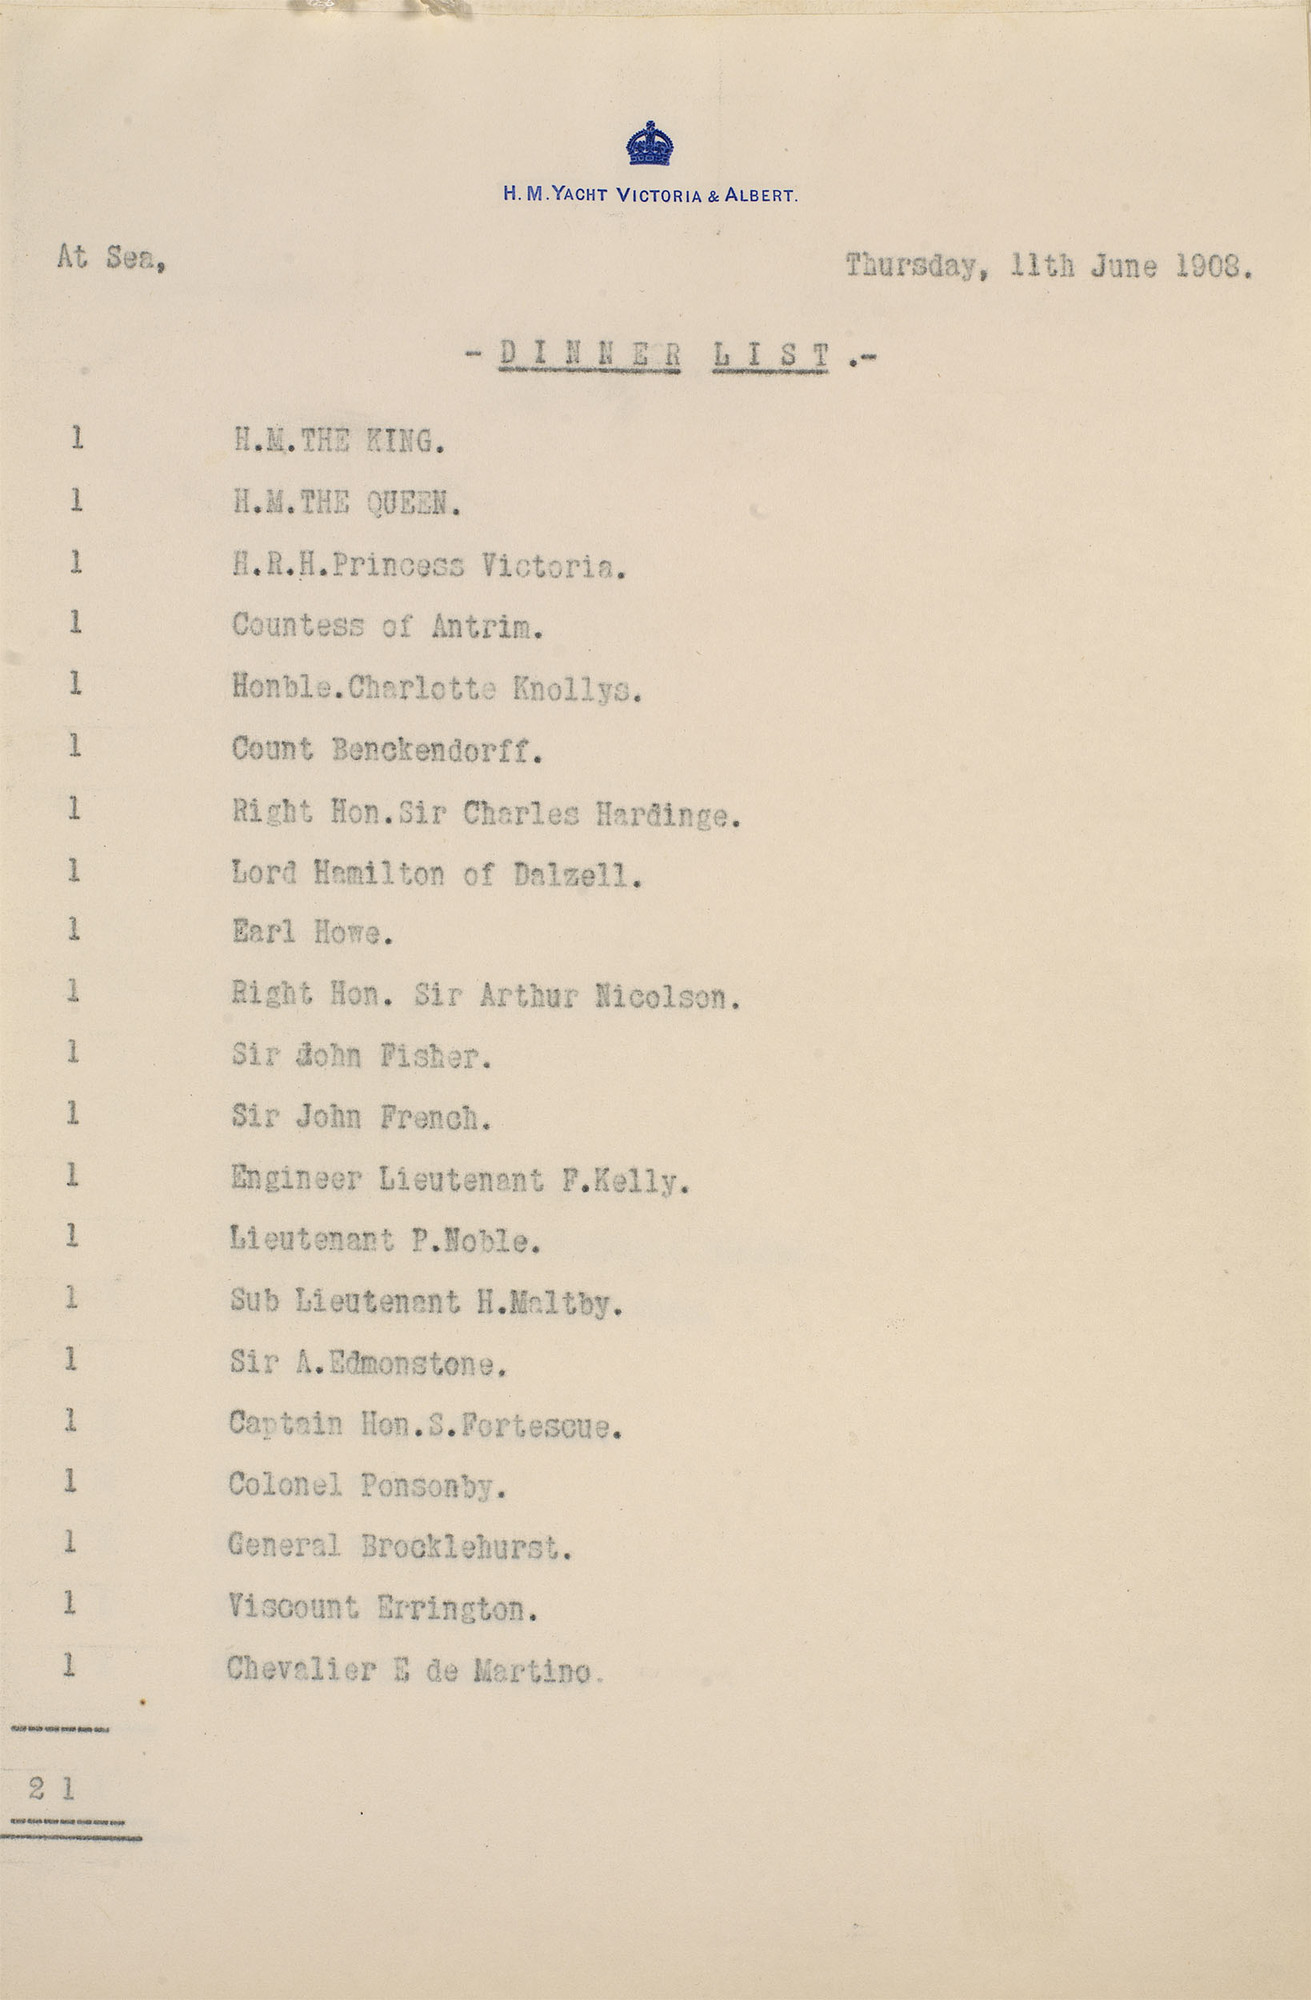 H. M. YACHT VICTORIA & ALBERT.
At Sea, Thursday, 11th June 1908.
- D I N N E R L I S T .-
1 H.M.THE KING.
1 H.M.THE QUEEN.
1 H.R.H.Princess Victoria.
1 Countess of Antrim.
1 Honble.Charlotte Knollys.
1 Count Benckendorff.
1 Right Hon.Sir Charles Hardinge.
1 Lord Hamilton of Dalzell.
1 Earl Howe.
1 Right Hon. Sir Arthur Nicolson.
1 Sir John Fisher.
1 Sir John French.
1 Engineer Lieutenant F.Kelly.
1 Lieutenant P.Noble.
1 Sub Lieutenant H.Maltby.
1 Sir A.Edmonstone.
1 Captain Hon.S.Fortescue.
1 Colonel Ponsonby.
1 General Brocklehurst.
1 Viscount Errington.
1 Chevalier E de Martino.
2 1